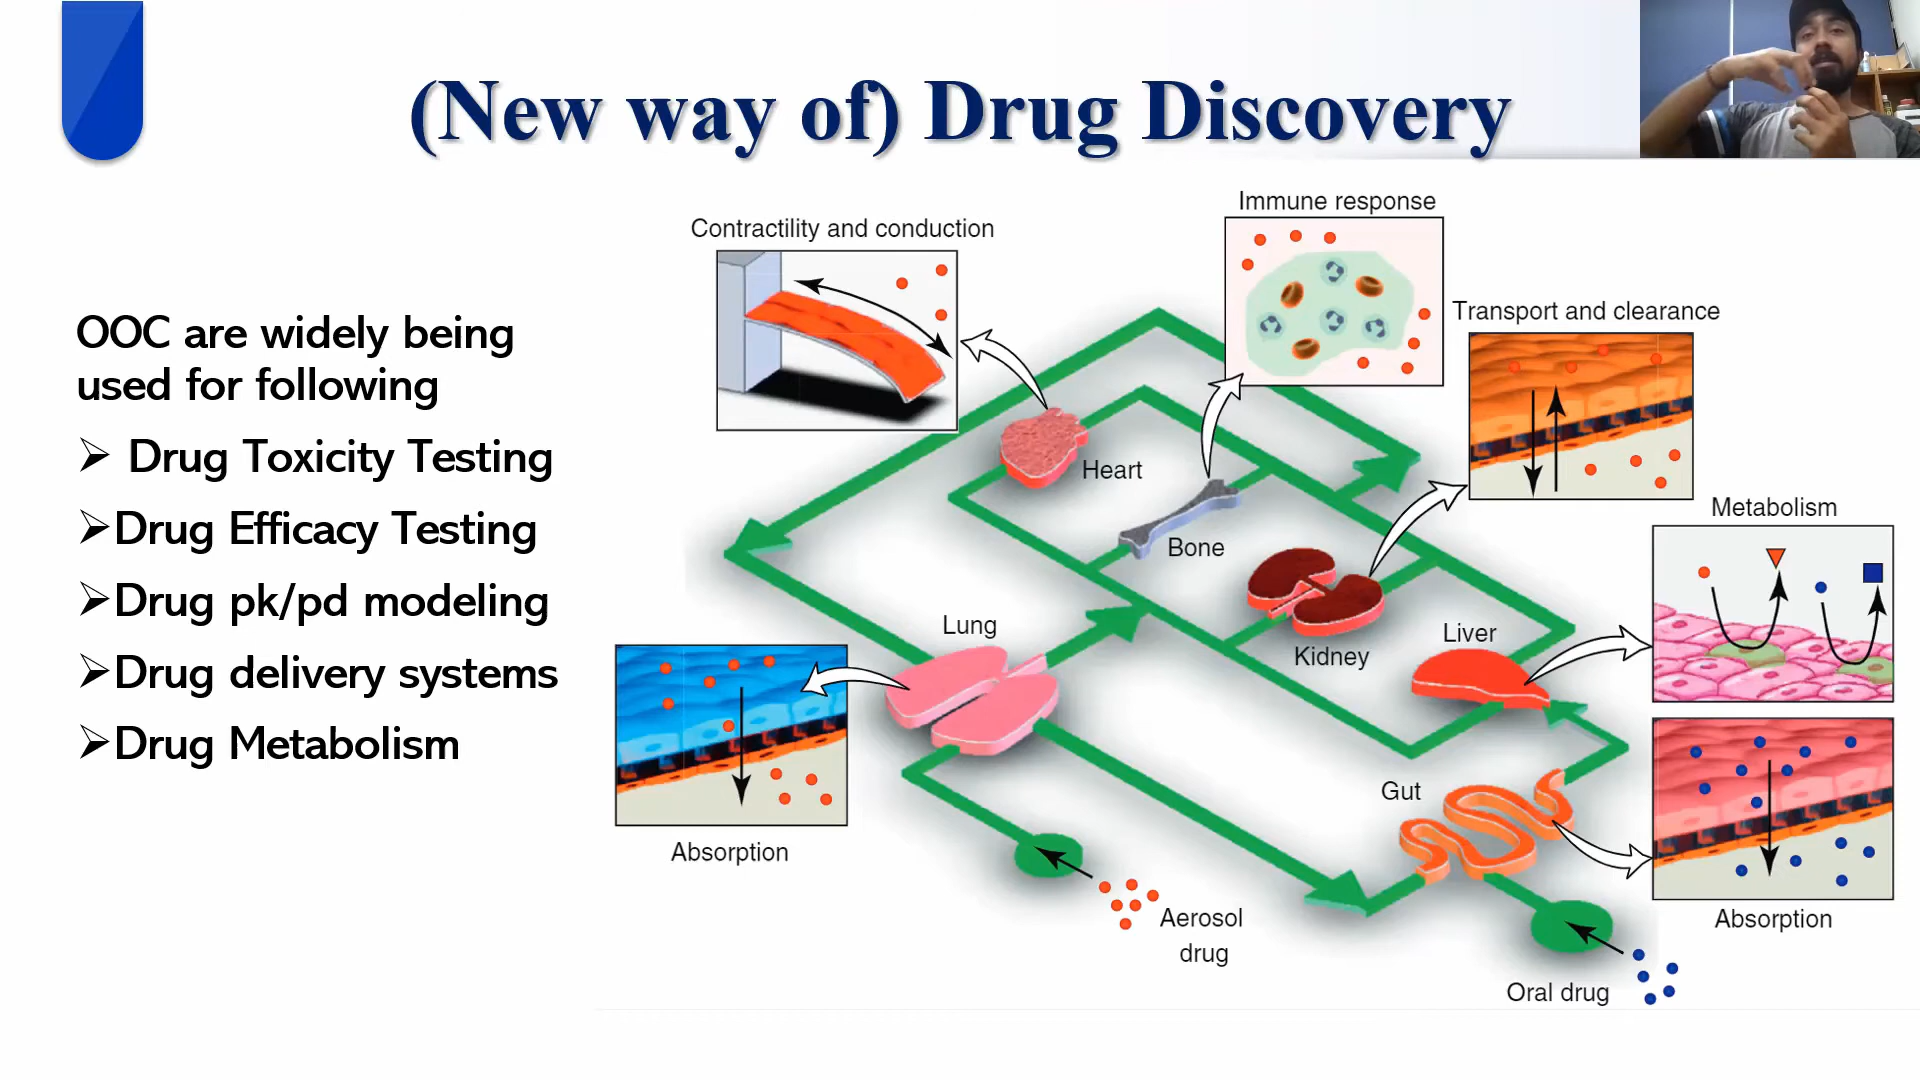 (New way of) Drug Discovery
OOC are widely being
used for following
Drug Toxicity Testing
Drug Efficacy Testing
Drug pk/pd modeling
Drug delivery systems
Drug Metabolism
Contractility and conduction
Immune response
Transport and clearance
Metabolism
Heart
Bone
Kidney
Lung
Liver
Gut
Absorption
Aerosol
drug
Absorption
Oral drug